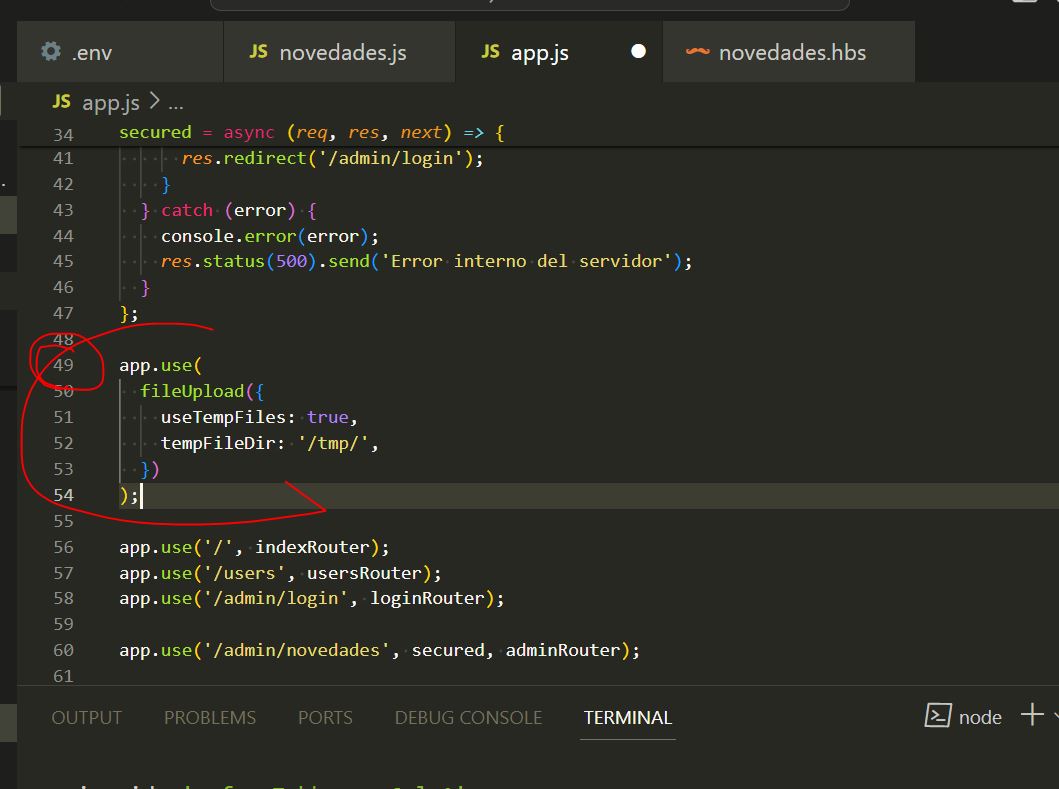 .env
JS novedades.js
JS app.js
novedades.hbs
JS app.js > ...
34 secured = async (req, res, next) => {
41 res.redirect('/admin/login');
42 }
43 } catch (error) {
44 console.error(error);
45 res.status(500).send('Error interno del servidor');
46 }
47 };
48
49 app.use(
50 fileUpload({
51 useTempFiles: true,
52 tempFileDir: '/tmp/',
53 })
54 );
55
56 app.use('/', indexRouter);
57 app.use('/users', usersRouter);
58 app.use('/admin/login', loginRouter);
59
60 app.use('/admin/novedades', secured, adminRouter);
61
OUTPUT PROBLEMS PORTS DEBUG CONSOLE TERMINAL node